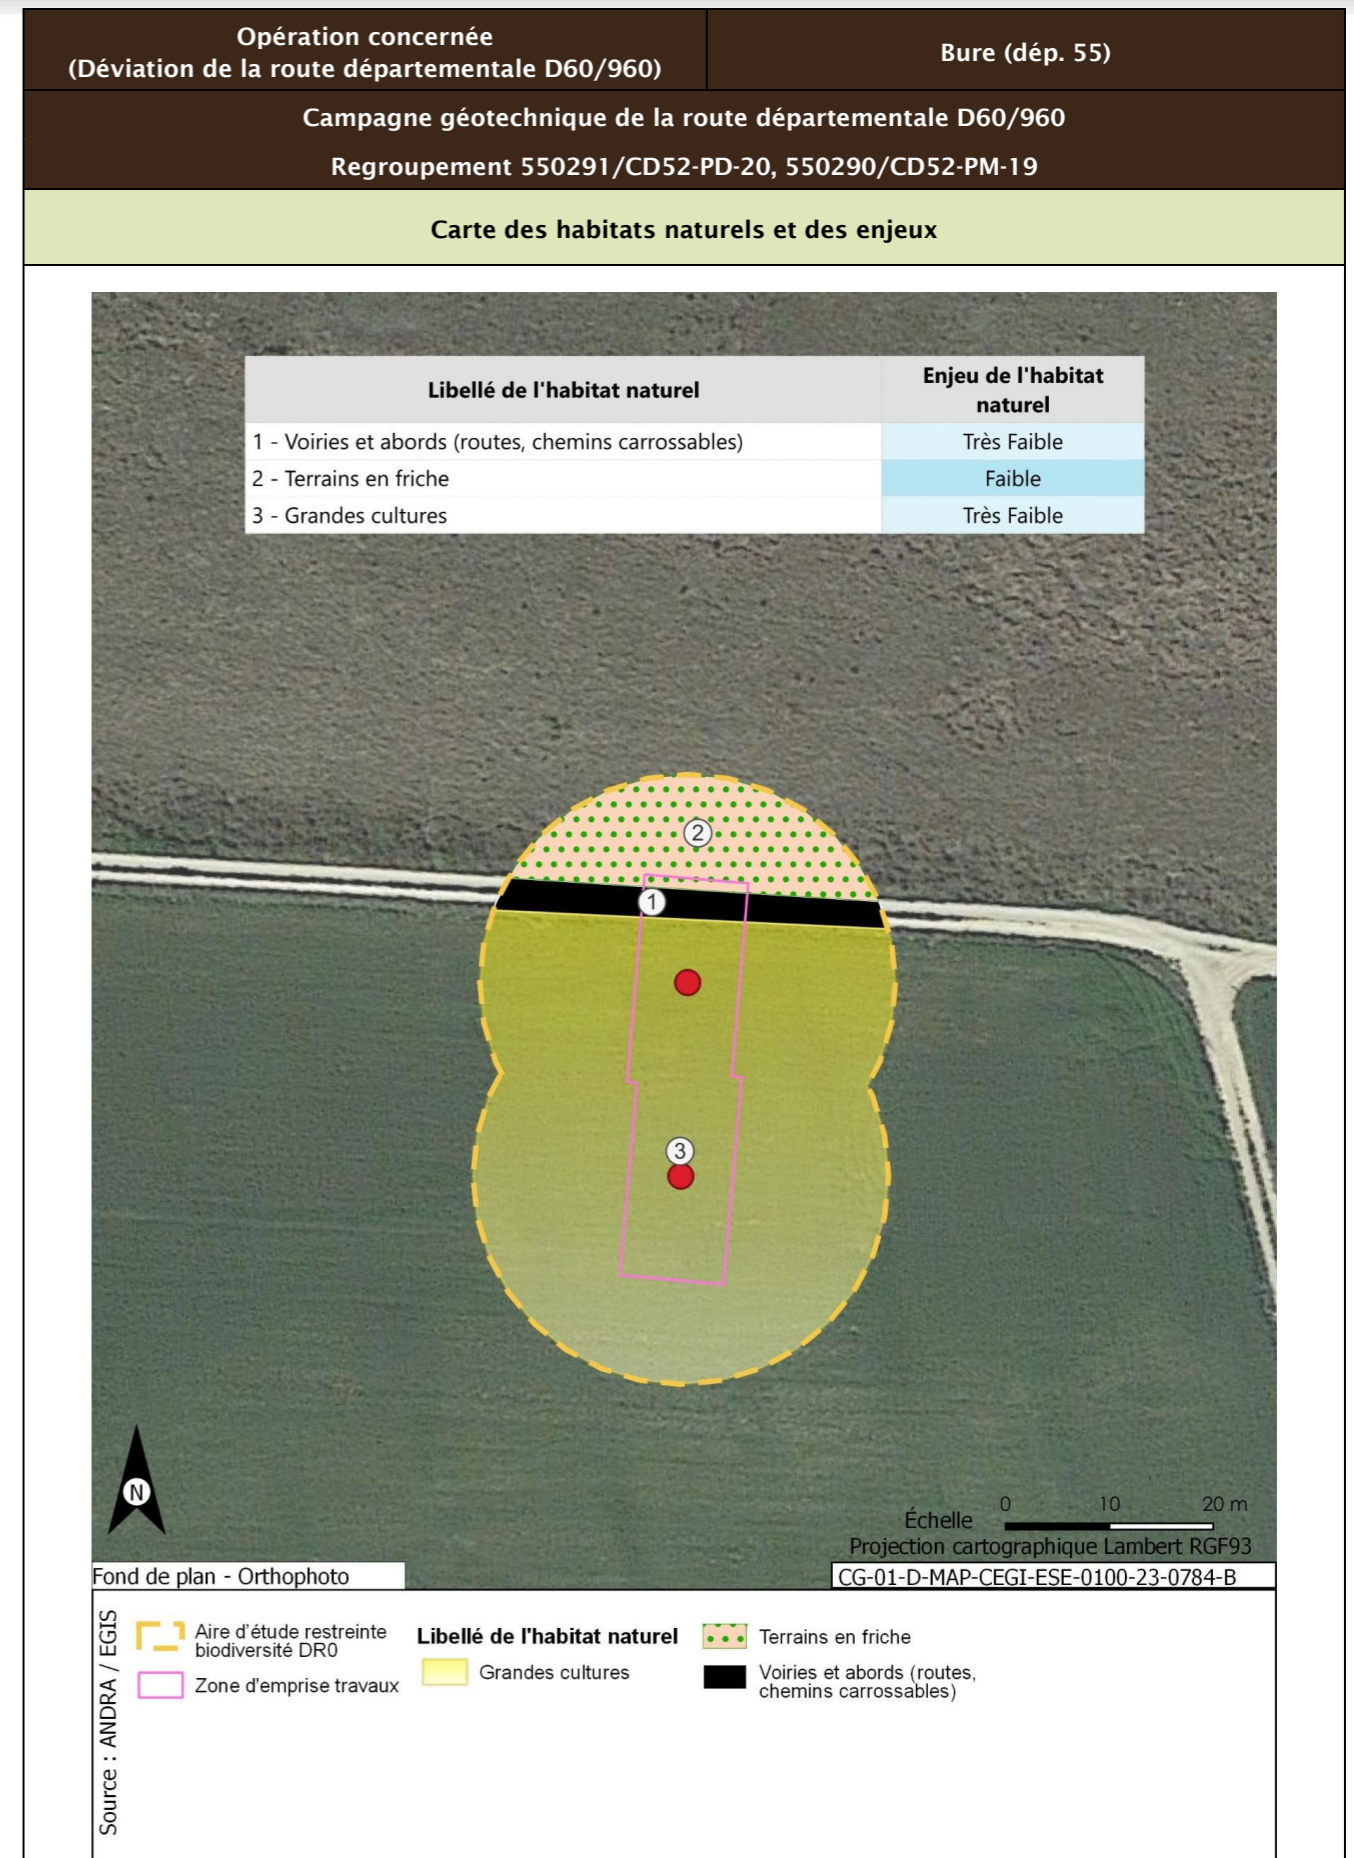 Opération concernée
(Déviation de la route départementale D60/960)
Bure (dép. 55)
Campagne géotechnique de la route départementale D60/960
Regroupement 550291/CD52-PD-20, 550290/CD52-PM-19
Carte des habitats naturels et des enjeux
Libellé de l'habitat naturel
Enjeu de l'habitat
naturel
1 - Voiries et abords (routes, chemins carrossables)
Très Faible
2 - Terrains en friche
Faible
3 - Grandes cultures
Très Faible
2
1
3
N
Échelle
0 10 20 m
Projection cartographique Lambert RGF93
Fond de plan - Orthophoto
CG-01-D-MAP-CEGI-ESE-0100-23-0784-B
Source : ANDRA / EGIS
Aire d'étude restreinte
biodiversité DR0
Zone d'emprise travaux
Libellé de l'habitat naturel
Grandes cultures
Terrains en friche
Voiries et abords (routes,
chemins carrossables)